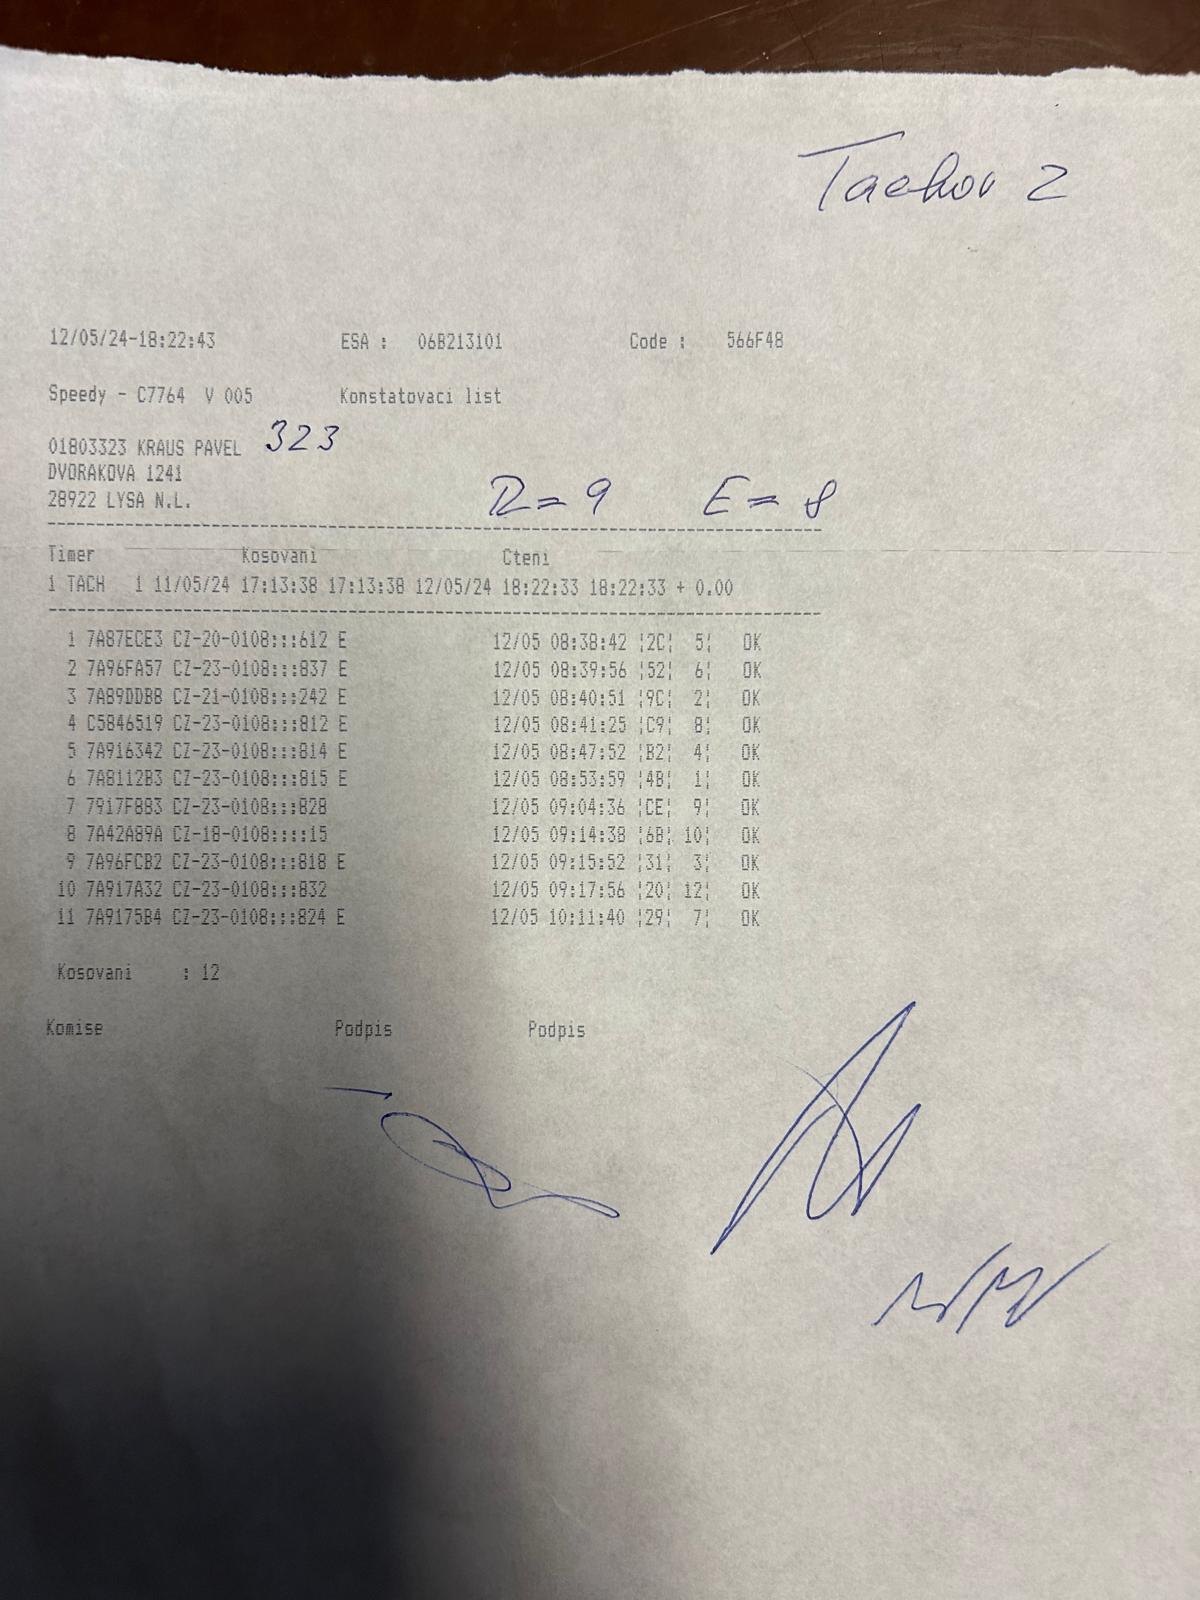 Tachov 2
12/05/24-18:22:43 ESA : 06B213101 Code : 566F48
Speedy - C7764 V 005 Konstatovaci list
01803323 KRAUS PAVEL 323
DVORAKOVA 1241
28922 LYSA N.L. R=9 E=8
Timer Kosovani Cteni
1 TACH 1 11/05/24 17:13:38 17:13:38 12/05/24 18:22:33 18:22:33 + 0.00
1 7A87ECE3 CZ-20-0108:::612 E 12/05 08:38:42 ¦2C¦ 5¦ OK
2 7A96FA57 CZ-23-0108:::837 E 12/05 08:39:56 ¦52¦ 6¦ OK
3 7A89DDBB CZ-21-0108:::242 E 12/05 08:40:51 ¦9C¦ 2¦ OK
4 C5846519 CZ-23-0108:::812 E 12/05 08:41:25 ¦C9¦ 8¦ OK
5 7A916342 CZ-23-0108:::814 E 12/05 08:47:52 ¦B2¦ 4¦ OK
6 7A8112B3 CZ-23-0108:::815 E 12/05 08:53:59 ¦4B¦ 1¦ OK
7 7917F883 CZ-23-0108:::828 12/05 09:04:36 ¦CE¦ 9¦ OK
8 7A42A89A CZ-18-0108::::15 12/05 09:14:38 ¦6B¦ 10¦ OK
9 7A96FCB2 CZ-23-0108:::818 E 12/05 09:15:52 ¦31¦ 3¦ OK
10 7A917A32 CZ-23-0108:::832 12/05 09:17:56 ¦20¦ 12¦ OK
11 7A9175B4 CZ-23-0108:::824 E 12/05 10:11:40 ¦29¦ 7¦ OK
Kosovani : 12
Komise Podpis Podpis